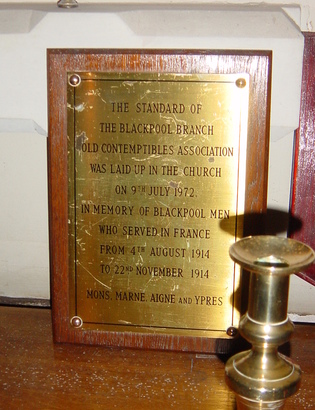 THE STANDARD OF
THE BLACKPOOL BRANCH
OLD CONTEMPTIBLES ASSOCIATION
WAS LAID UP IN THE CHURCH
ON 9TH JULY 1972.
IN MEMORY OF BLACKPOOL MEN
WHO SERVED IN FRANCE
FROM 4TH AUGUST 1914
TO 22ND NOVEMBER 1914
MONS, MARNE, AIGNE AND YPRES